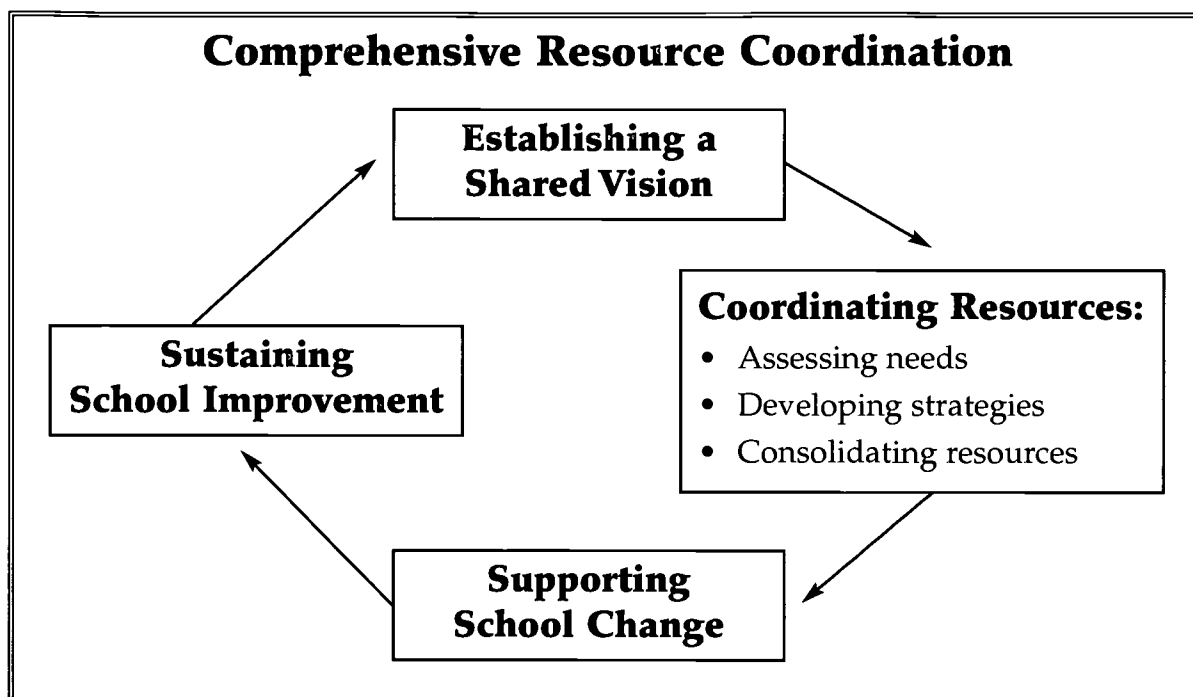 Comprehensive Resource Coordination
Establishing a
Shared Vision
Coordinating Resources:
• Assessing needs
• Developing strategies
• Consolidating resources
Supporting
School Change
Sustaining
School Improvement